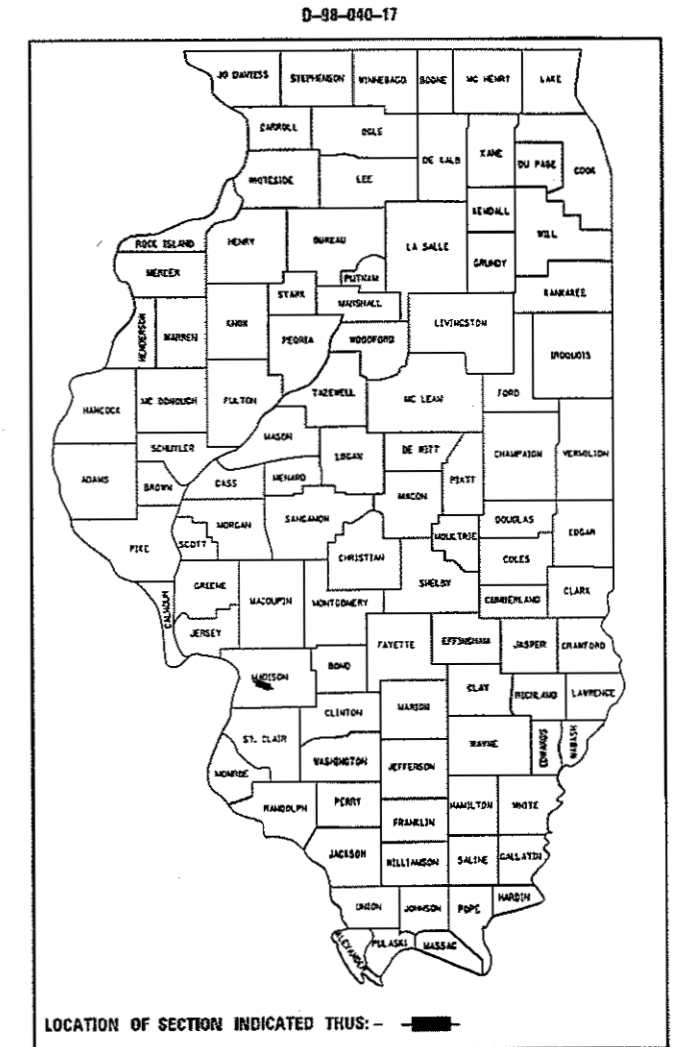 D-98-040-17
JO DAVIESS STEPHENSON WINNEBAGO BOONE MC HENRY LAKE
CARROLL OGLE
DE KALB KANE DU PAGE COOK
WHITESIDE LEE
KENDALL
ROCK ISLAND HENRY BUREAU LA SALLE WILL
GRUNDY
MERCER PUTNAM
STARK KANKAKEE
MARSHALL
HENDERSON WARREN KNOX PEORIA WOODFORD LIVINGSTON
IROQUOIS
HANCOCK MC DONOUGH FULTON TAZEWELL MC LEAN FORD
MASON
SCHUYLER LOGAN DE WITT CHAMPAIGN VERMILION
ADAMS BROWN CASS MENARD PIATT
MACON
PIKE SCOTT MORGAN SANGAMON MOULTRIE DOUGLAS EDGAR
CHRISTIAN COLES
GREENE SHELBY
CALHOUN MACOUPIN MONTGOMERY CUMBERLAND CLARK
JERSEY
FAYETTE EFFINGHAM JASPER CRAWFORD
MADISON BOND
CLAY RICHLAND LAWRENCE
CLINTON MARION
ST. CLAIR WAYNE EDWARDS WABASH
WASHINGTON JEFFERSON
MONROE
RANDOLPH PERRY HAMILTON WHITE
FRANKLIN
JACKSON WILLIAMSON SALINE GALLATIN
UNION JOHNSON POPE HARDIN
ALEXANDER PULASKI MASSAC
LOCATION OF SECTION INDICATED THUS: -